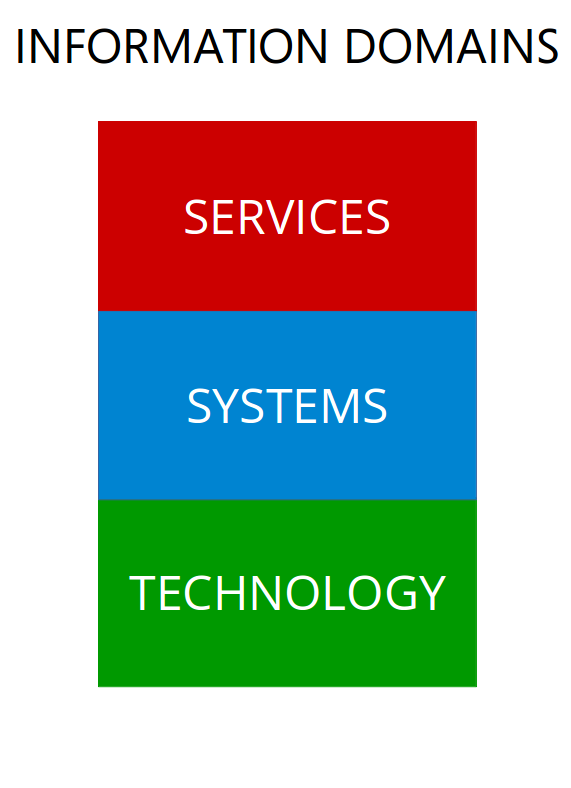 INFORMATION DOMAINS
SERVICES
SYSTEMS
TECHNOLOGY